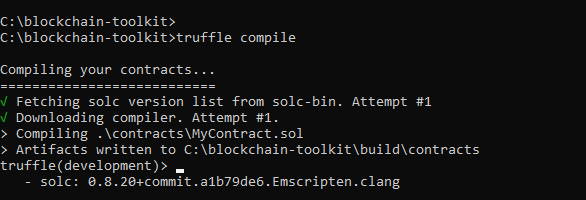 C:\blockchain-toolkit>
C:\blockchain-toolkit>truffle compile
Compiling your contracts...
===========================
√ Fetching solc version list from solc-bin. Attempt #1
√ Downloading compiler. Attempt #1.
> Compiling .\contracts\MyContract.sol
> Artifacts written to C:\blockchain-toolkit\build\contracts
truffle(development)>
- solc: 0.8.20+commit.a1b79de6.Emscripten.clang